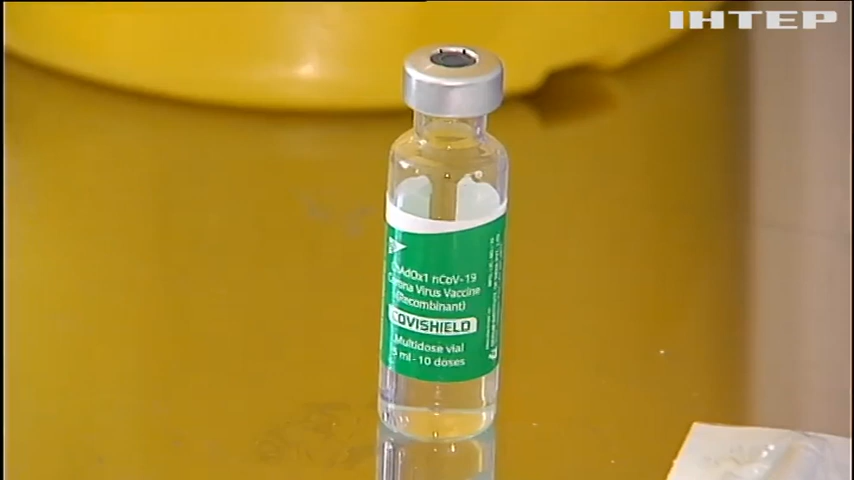 ІНТЕР
ChAdOx1 nCoV-19
Corona Virus Vaccine
(Recombinant)
COVISHIELD
Multidose vial
5 ml - 10 doses